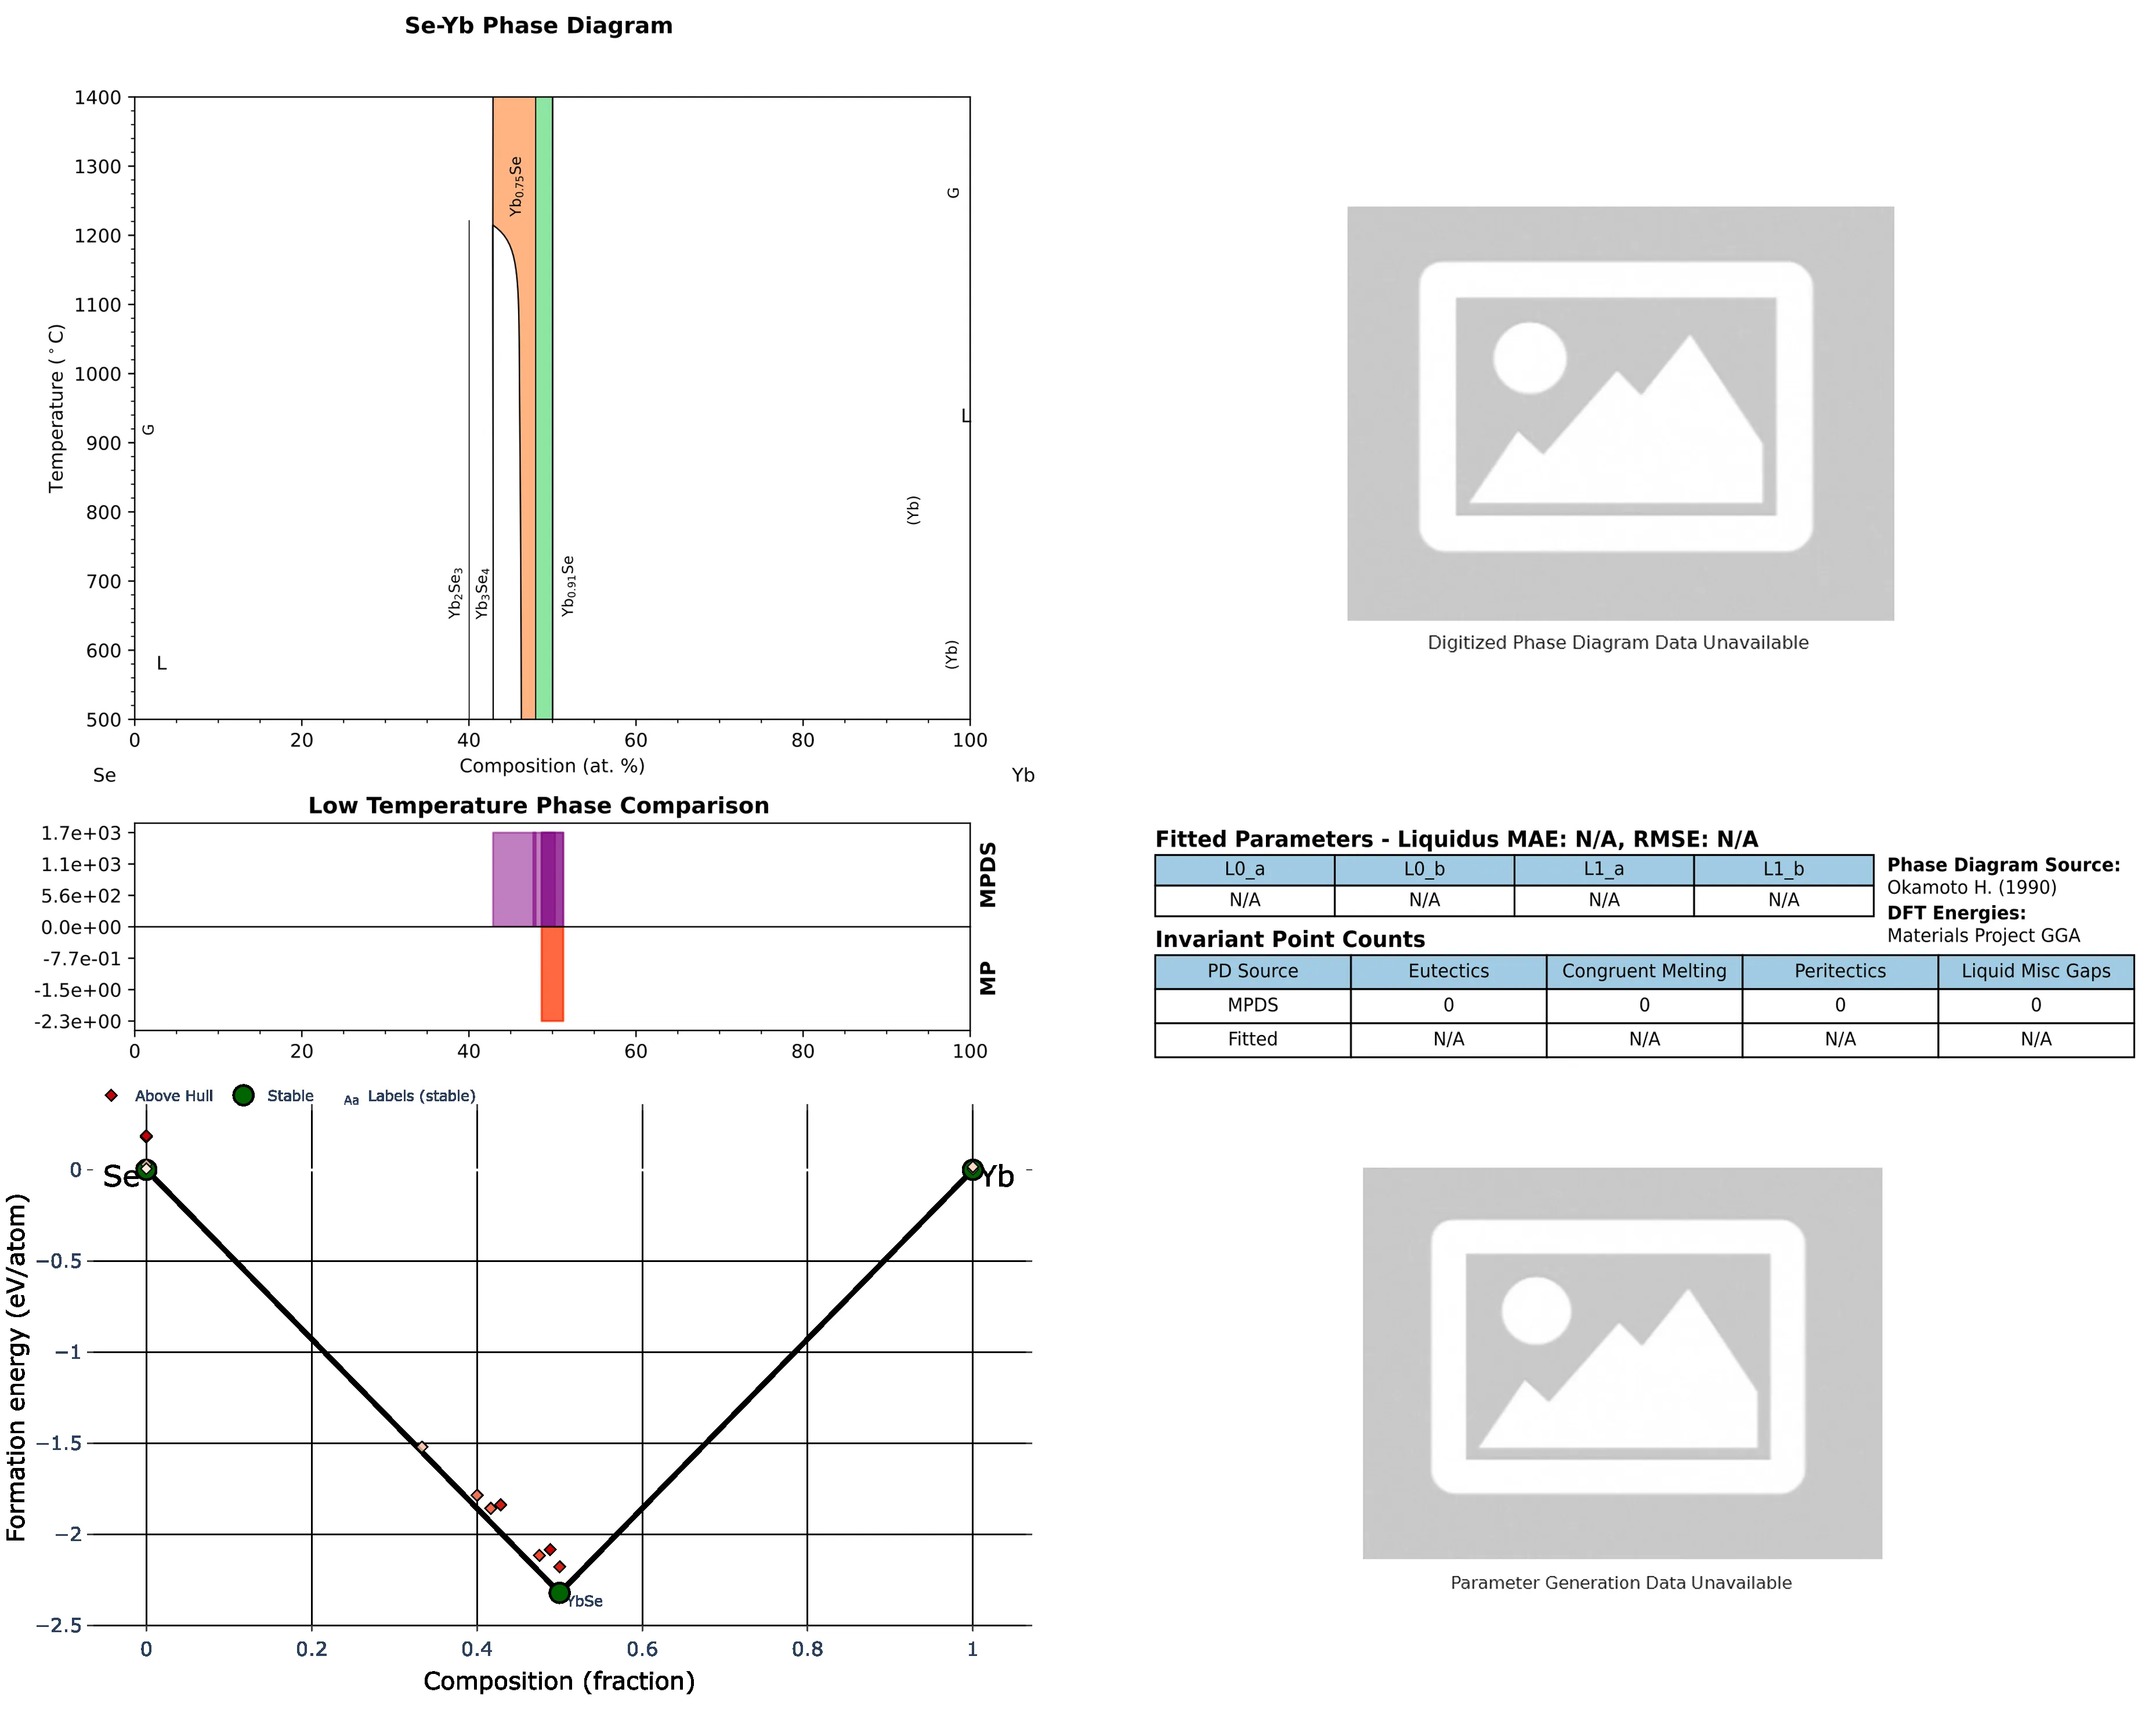 Se-Yb Phase Diagram
1400
1300
1200
1100
1000
900
800
700
600
500
Temperature (°C)
G
L
Yb2Se3
Yb3Se4
Yb0.75Se
Yb0.91Se
G
L
(Yb)
(Yb)
0 20 40 60 80 100
Composition (at. %)
Se Yb
Digitized Phase Diagram Data Unavailable
Low Temperature Phase Comparison
1.7e+03
1.1e+03
5.6e+02
0.0e+00
-7.7e-01
-1.5e+00
-2.3e+00
MPDS
MP
0 20 40 60 80 100
Fitted Parameters - Liquidus MAE: N/A, RMSE: N/A
L0_a L0_b L1_a L1_b
N/A N/A N/A N/A
Phase Diagram Source:
Okamoto H. (1990)
DFT Energies:
Materials Project GGA
Invariant Point Counts
PD Source Eutectics Congruent Melting Peritectics Liquid Misc Gaps
MPDS 0 0 0 0
Fitted N/A N/A N/A N/A
Above Hull Stable Aa Labels (stable)
Se Yb
0
−0.5
−1
−1.5
−2
−2.5
Formation energy (eV/atom)
YbSe
0 0.2 0.4 0.6 0.8 1
Composition (fraction)
Parameter Generation Data Unavailable